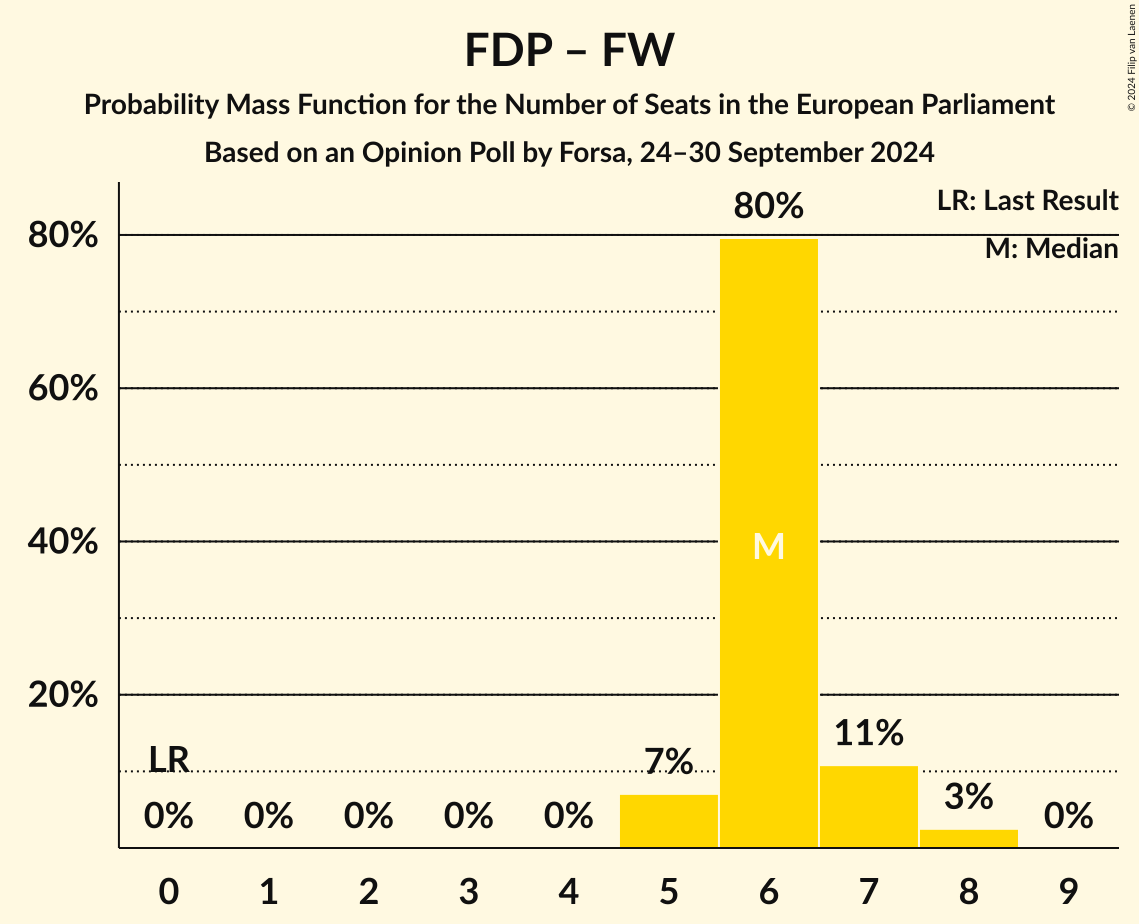 FDP – FW
Probability Mass Function for the Number of Seats in the European Parliament
Based on an Opinion Poll by Forsa, 24–30 September 2024
© 2024 Filip van Laenen
LR: Last Result
M: Median
80%
60%
40%
20%
LR
0%
0%
0%
0%
0%
7%
80%
M
11%
3%
0%
0 1 2 3 4 5 6 7 8 9